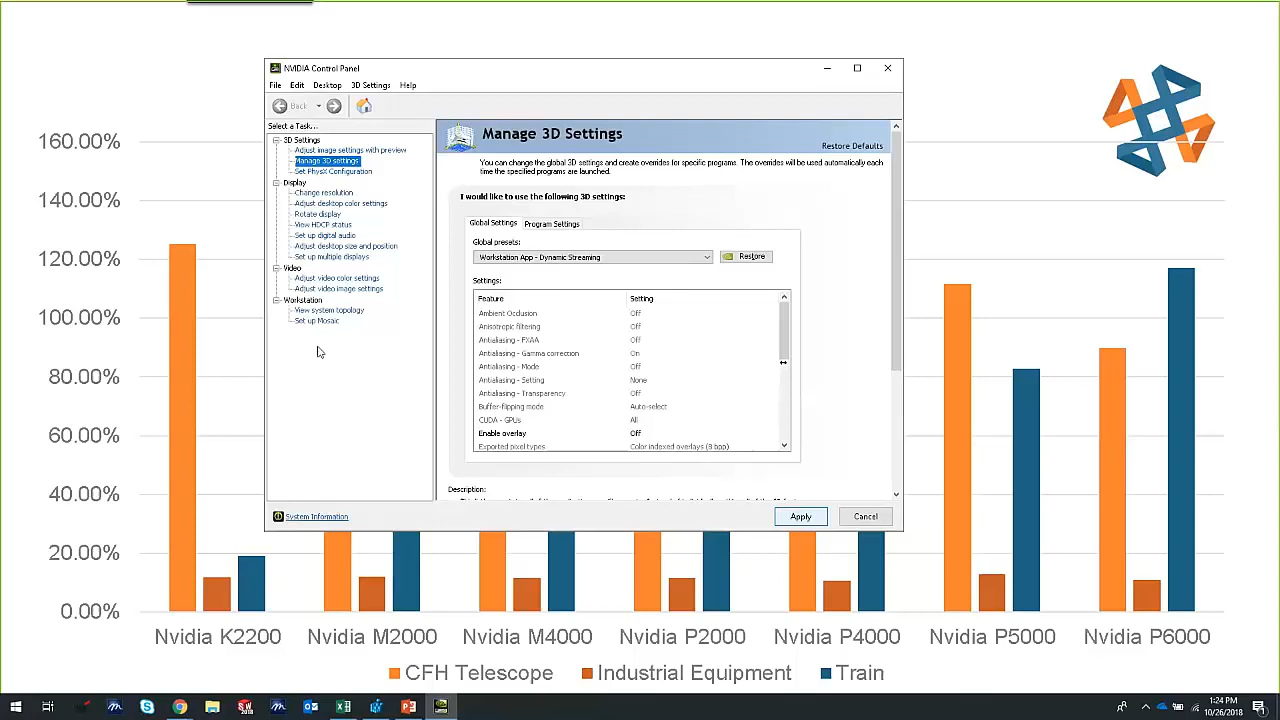 NVIDIA Control Panel
File Edit Desktop 3D Settings Help
Back
Select a Task...
3D Settings
Adjust image settings with preview
Manage 3D settings
Set PhysX Configuration
Display
Change resolution
Adjust desktop color settings
Rotate display
View HDCP status
Set up digital audio
Adjust desktop size and position
Set up multiple displays
Video
Adjust video color settings
Adjust video image settings
Workstation
View system topology
Set up Mosaic
System Information
Manage 3D Settings
Restore Defaults
You can change the global 3D settings and create overrides for specific programs. The overrides will be used automatically each
time the specified programs are launched.
I would like to use the following 3D settings:
Global Settings Program Settings
Global presets:
Workstation App - Dynamic Streaming Restore
Settings:
Feature Setting
Ambient Occlusion Off
Anisotropic filtering Off
Antialiasing - FXAA Off
Antialiasing - Gamma correction On
Antialiasing - Mode Off
Antialiasing - Setting None
Antialiasing - Transparency Off
Buffer-flipping mode Auto-select
CUDA - GPUs All
Enable overlay Off
Exported pixel types Color indexed overlays (8 bpp)
Description:
Apply Cancel
160.00%
140.00%
120.00%
100.00%
80.00%
60.00%
40.00%
20.00%
0.00%
Nvidia K2200 Nvidia M2000 Nvidia M4000 Nvidia P2000 Nvidia P4000 Nvidia P5000 Nvidia P6000
CFH Telescope Industrial Equipment Train
1:24 PM
10/26/2018